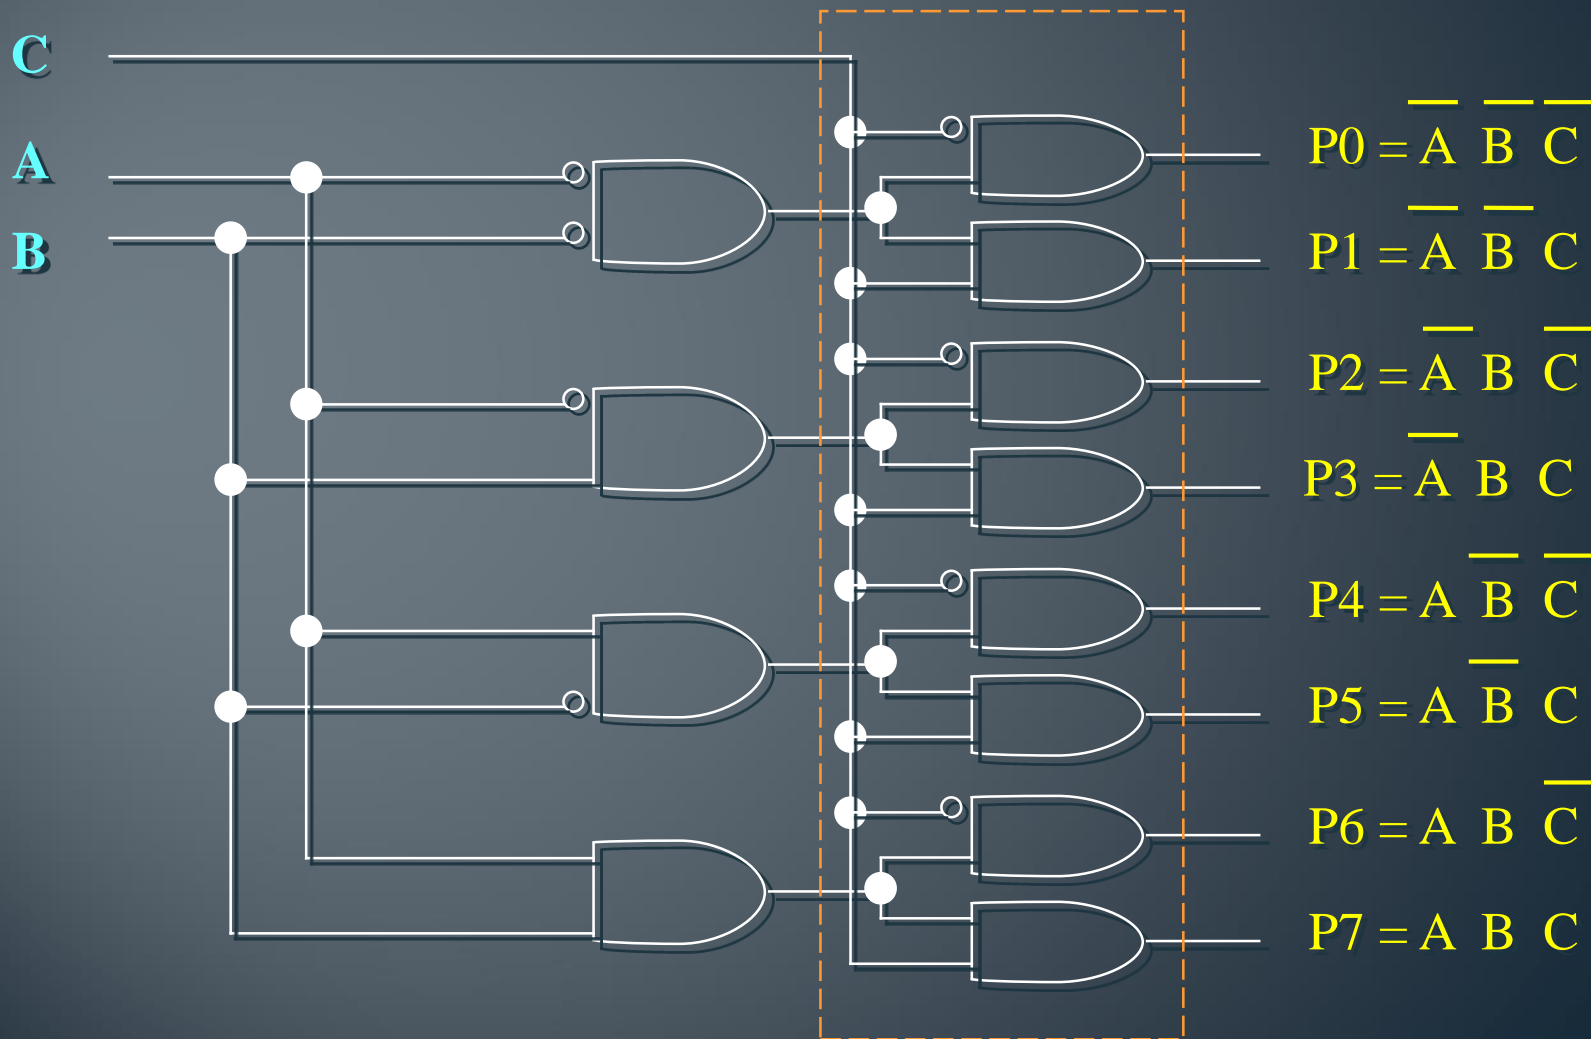 C
A
B
P0 = A̅ B̅ C̅
P1 = A̅ B̅ C
P2 = A̅ B C̅
P3 = A̅ B C
P4 = A B̅ C̅
P5 = A B̅ C
P6 = A B C̅
P7 = A B C